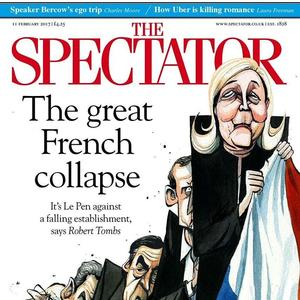 Speaker Bercow's ego trip Charles Moore
How Uber is killing romance Laura Freeman
11 FEBRUARY 2017 | £4.25
WWW.SPECTATOR.CO.UK | EST. 1828
THE
SPECTATOR
The great
French
collapse
It's Le Pen against
a falling establishment,
says Robert Tombs